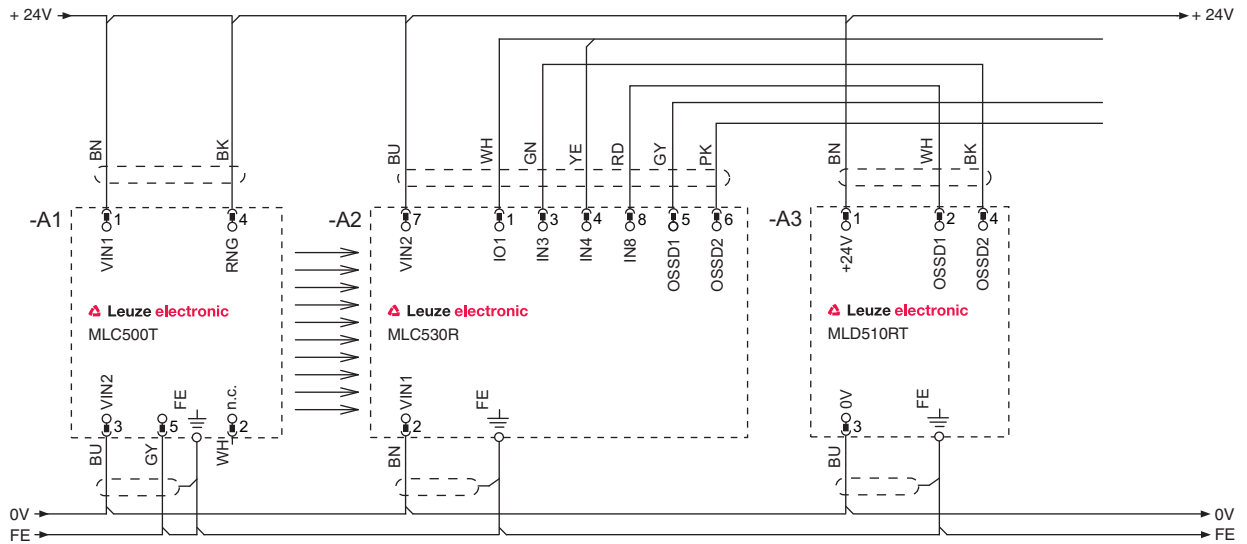 + 24V + 24V
BN BK BU WH GN YE RD GY PK BN WH BK
-A1 1 4 -A2 7 1 3 4 8 5 6 -A3 1 2 4
VIN1 RNG VIN2 IO1 IN3 IN4 IN8 OSSD1 OSSD2 +24V OSSD1 OSSD2
Leuze electronic Leuze electronic Leuze electronic
MLC500T MLC530R MLD510RT
VIN2 FE n.c. VIN1 FE 0V FE
3 5 2 2 3
BU GY WH BN BU
0V 0V
FE FE